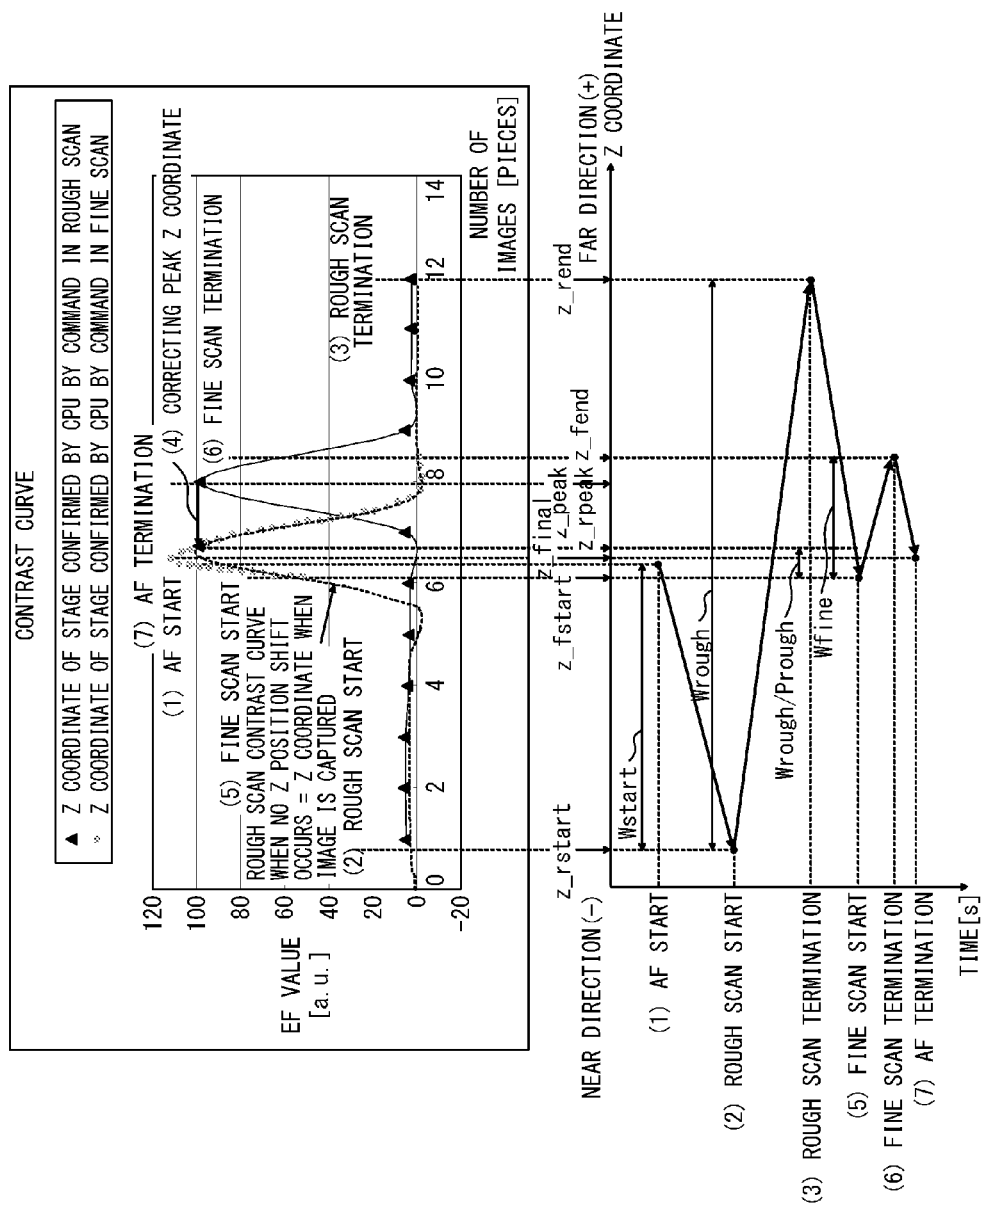 CONTRAST CURVE
▲ Z COORDINATE OF STAGE CONFIRMED BY CPU BY COMMAND IN ROUGH SCAN
Z COORDINATE OF STAGE CONFIRMED BY CPU BY COMMAND IN FINE SCAN
(7) AF TERMINATION
(1) AF START
(4) CORRECTING PEAK Z COORDINATE
(6) FINE SCAN TERMINATION
(5) FINE SCAN START
ROUGH SCAN CONTRAST CURVE
WHEN NO Z POSITION SHIFT
OCCURS = Z COORDINATE WHEN
IMAGE IS CAPTURED
(2) ROUGH SCAN START
(3) ROUGH SCAN
TERMINATION
EF VALUE
[a.u.]
120
100
80
60
40
20
0
-20
0
2
4
6
8
10
12
14
NUMBER OF
IMAGES [PIECES]
z_rstart
z_fstart
z_final
z_peak
z_rpeak
z_fend
z_rend
NEAR DIRECTION(-)
FAR DIRECTION(+)
Z COORDINATE
Wstart
Wrough
Wrough/Prough
Wfine
(1) AF START
(2) ROUGH SCAN START
(3) ROUGH SCAN TERMINATION
(5) FINE SCAN START
(6) FINE SCAN TERMINATION
(7) AF TERMINATION
TIME[s]